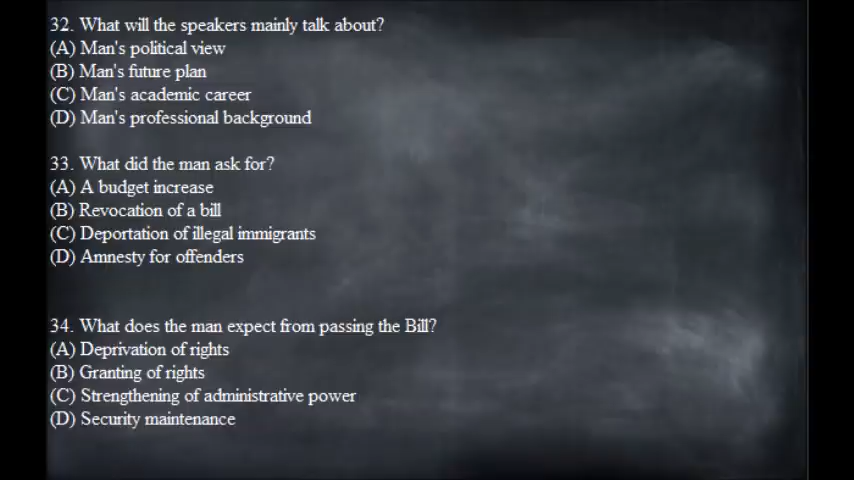 32. What will the speakers mainly talk about?
(A) Man's political view
(B) Man's future plan
(C) Man's academic career
(D) Man's professional background
33. What did the man ask for?
(A) A budget increase
(B) Revocation of a bill
(C) Deportation of illegal immigrants
(D) Amnesty for offenders
34. What does the man expect from passing the Bill?
(A) Deprivation of rights
(B) Granting of rights
(C) Strengthening of administrative power
(D) Security maintenance